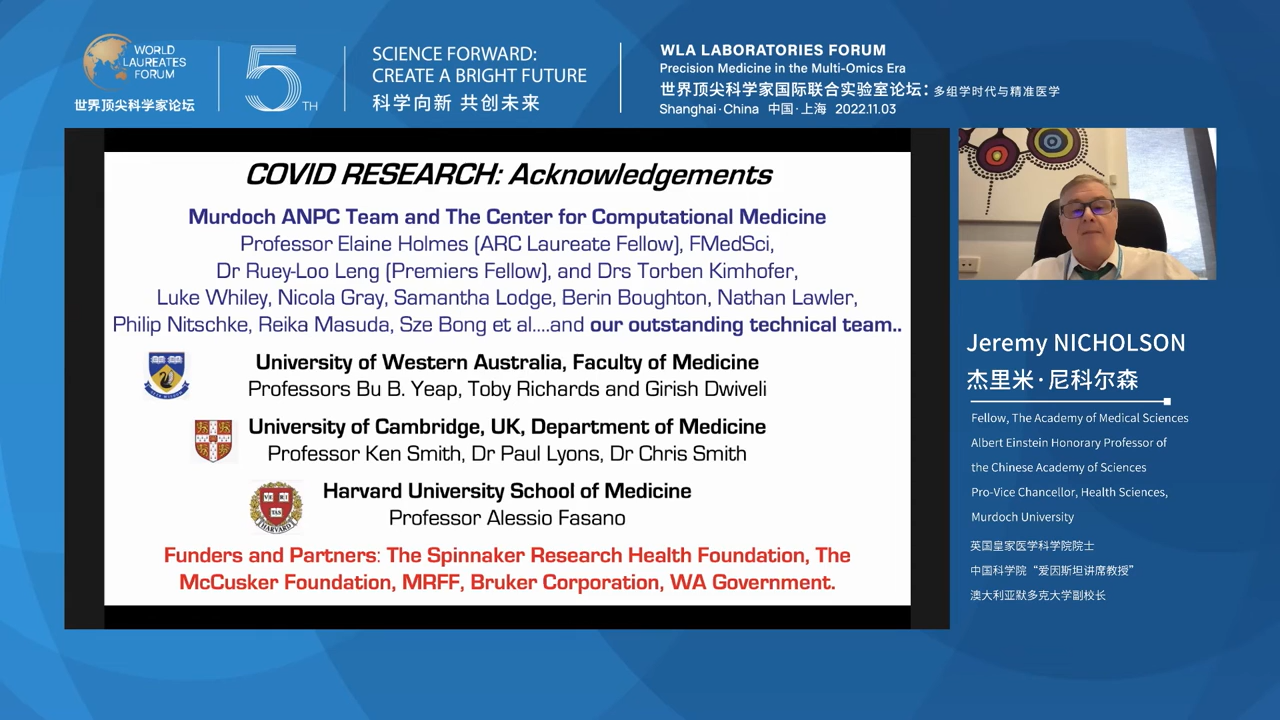 WORLD
LAUREATES
FORUM
世界顶尖科学家论坛
5TH
SCIENCE FORWARD:
CREATE A BRIGHT FUTURE
科学向新 共创未来
WLA LABORATORIES FORUM
Precision Medicine in the Multi-Omics Era
世界顶尖科学家国际联合实验室论坛：多组学时代与精准医学
Shanghai·China 中国·上海 2022.11.03
COVID RESEARCH: Acknowledgements
Murdoch ANPC Team and The Center for Computational Medicine
Professor Elaine Holmes (ARC Laureate Fellow), FMedSci,
Dr Ruey-Loo Leng (Premiers Fellow), and Drs Torben Kimhofer,
Luke Whiley, Nicola Gray, Samantha Lodge, Berin Boughton, Nathan Lawler,
Philip Nitschke, Reika Masuda, Sze Bong et al....and our outstanding technical team..
University of Western Australia, Faculty of Medicine
Professors Bu B. Yeap, Toby Richards and Girish Dwiveli
University of Cambridge, UK, Department of Medicine
Professor Ken Smith, Dr Paul Lyons, Dr Chris Smith
Harvard University School of Medicine
Professor Alessio Fasano
Funders and Partners: The Spinnaker Research Health Foundation, The
McCusker Foundation, MRFF, Bruker Corporation, WA Government.
Jeremy NICHOLSON
杰里米·尼科尔森
Fellow, The Academy of Medical Sciences
Albert Einstein Honorary Professor of
the Chinese Academy of Sciences
Pro-Vice Chancellor, Health Sciences,
Murdoch University
英国皇家医学科学院院士
中国科学院“爱因斯坦讲席教授”
澳大利亚默多克大学副校长